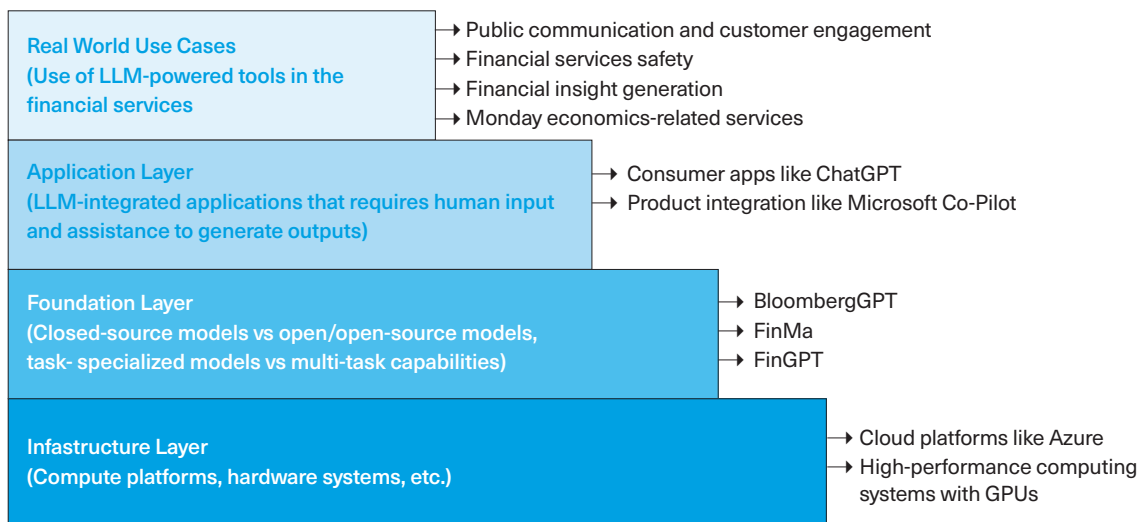 Real World Use Cases
(Use of LLM-powered tools in the
financial services
Public communication and customer engagement
Financial services safety
Financial insight generation
Monday economics-related services
Application Layer
(LLM-integrated applications that requires human input
and assistance to generate outputs)
Consumer apps like ChatGPT
Product integration like Microsoft Co-Pilot
Foundation Layer
(Closed-source models vs open/open-source models,
task- specialized models vs multi-task capabilities)
BloombergGPT
FinMa
FinGPT
Infastructure Layer
(Compute platforms, hardware systems, etc.)
Cloud platforms like Azure
High-performance computing
systems with GPUs